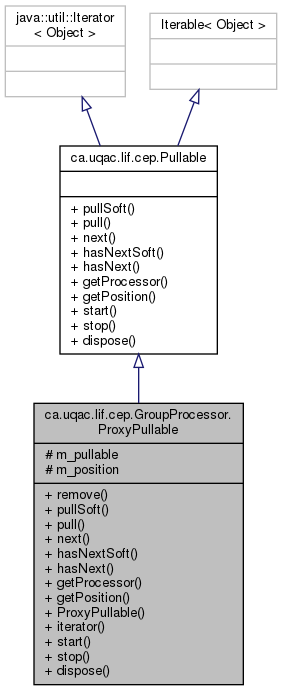 java::util::Iterator
< Object >
Iterable< Object >
ca.uqac.lif.cep.Pullable
+ pullSoft()
+ pull()
+ next()
+ hasNextSoft()
+ hasNext()
+ getProcessor()
+ getPosition()
+ start()
+ stop()
+ dispose()
ca.uqac.lif.cep.GroupProcessor.
ProxyPullable
# m_pullable
# m_position
+ remove()
+ pullSoft()
+ pull()
+ next()
+ hasNextSoft()
+ hasNext()
+ getProcessor()
+ getPosition()
+ ProxyPullable()
+ iterator()
+ start()
+ stop()
+ dispose()